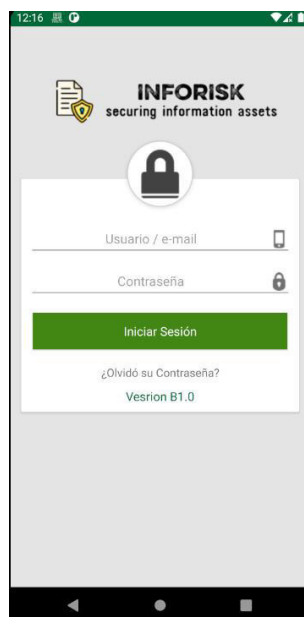 12:16
INFORISK
securing information assets
Usuario / e-mail
Contraseña
Iniciar Sesión
¿Olvidó su Contraseña?
Vesrion B1.0